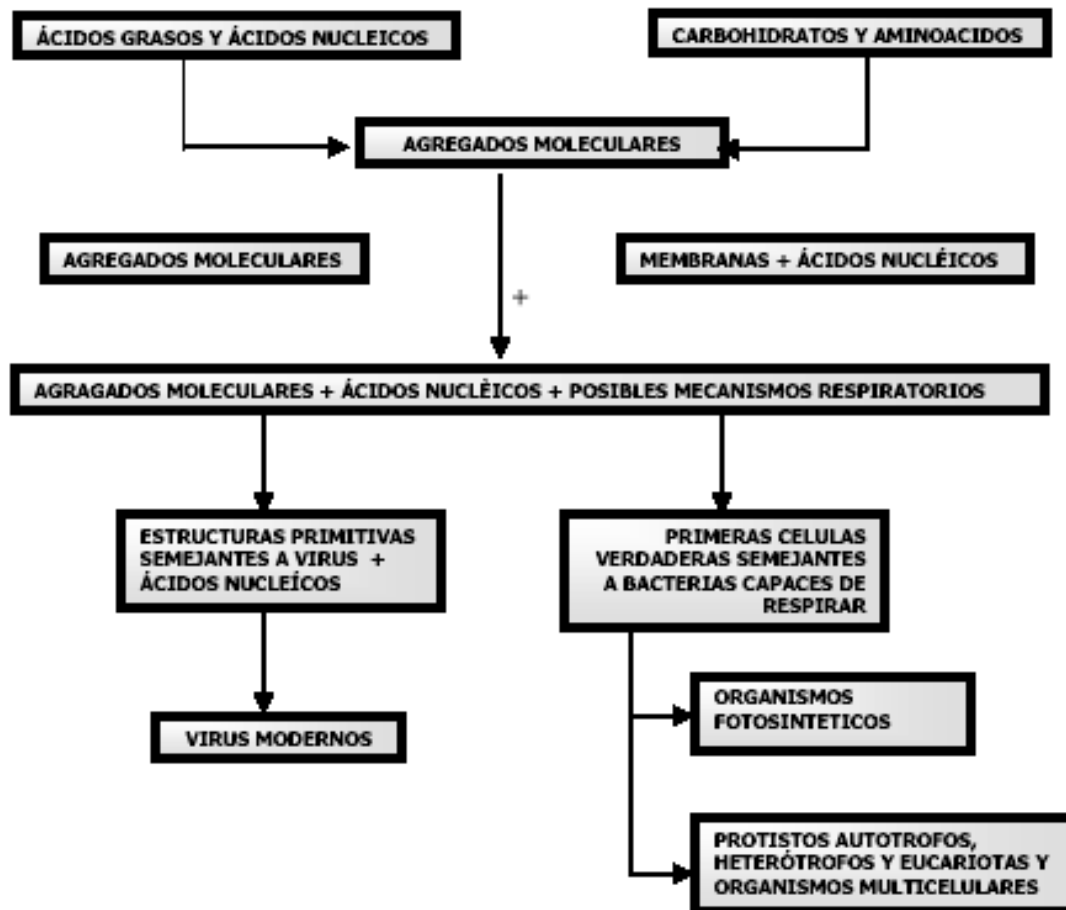 ÁCIDOS GRASOS Y ÁCIDOS NUCLEICOS
CARBOHIDRATOS Y AMINOACIDOS
AGREGADOS MOLECULARES
AGREGADOS MOLECULARES
MEMBRANAS + ÁCIDOS NUCLÉICOS
+
AGRAGADOS MOLECULARES + ÁCIDOS NUCLÈICOS + POSIBLES MECANISMOS RESPIRATORIOS
ESTRUCTURAS PRIMITIVAS
SEMEJANTES A VIRUS +
ÁCIDOS NUCLEÍCOS
PRIMERAS CELULAS
VERDADERAS SEMEJANTES
A BACTERIAS CAPACES DE
RESPIRAR
ORGANISMOS
FOTOSINTETICOS
VIRUS MODERNOS
PROTISTOS AUTOTROFOS,
HETERÓTROFOS Y EUCARIOTAS Y
ORGANISMOS MULTICELULARES